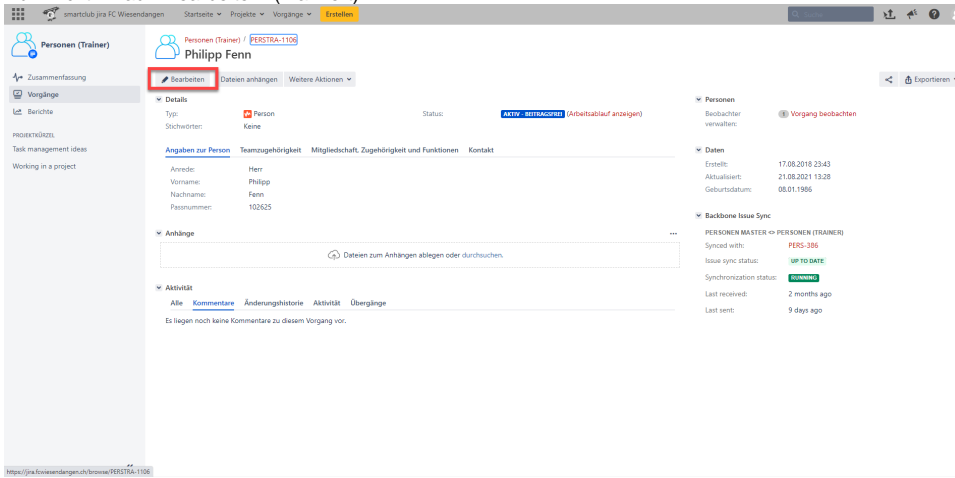 smartclub jira FC Wiesendangen Startseite Projekte Vorgänge Erstellen
Personen (Trainer)
Zusammenfassung
Vorgänge
Berichte
PROJEKTKÜRZEL
Task management ideas
Working in a project
Personen (Trainer) / PERSTRA-1106
Philipp Fenn
Bearbeiten Dateien anhängen Weitere Aktionen Exportieren
Details
Typ: Person Status: AKTIV - BEITRAGSFREI (Arbeitsablauf anzeigen)
Stichwörter: Keine
Angaben zur Person Teamzugehörigkeit Mitgliedschaft, Zugehörigkeit und Funktionen Kontakt
Anrede: Herr
Vorname: Philipp
Nachname: Fenn
Passnummer: 102625
Anhänge
Dateien zum Anhängen ablegen oder durchsuchen.
Aktivität
Alle Kommentare Änderungshistorie Aktivität Übergänge
Es liegen noch keine Kommentare zu diesem Vorgang vor.
Personen
Beobachter verwalten: 1 Vorgang beobachten
Daten
Erstellt: 17.08.2018 23:43
Aktualisiert: 21.08.2021 13:28
Geburtsdatum: 08.01.1986
Backbone Issue Sync
PERSONEN MASTER <> PERSONEN (TRAINER)
Synced with: PERS-386
Issue sync status: UP TO DATE
Synchronization status: RUNNING
Last received: 2 months ago
Last sent: 9 days ago
https://jira.fcwiesendangen.ch/browse/PERSTRA-1106